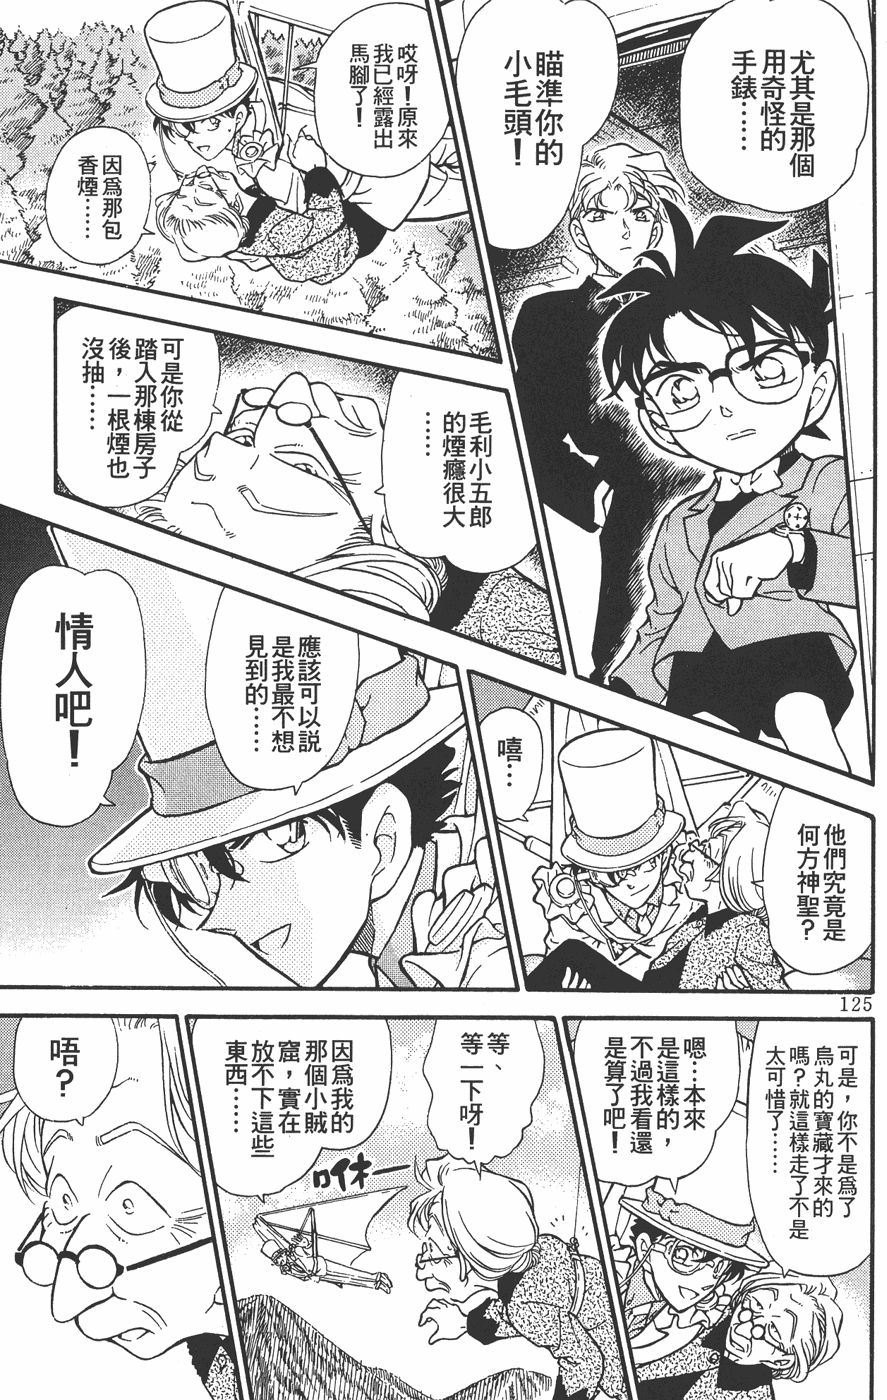 尤其是那個
用奇怪的
手錶……
瞄準你的
小毛頭！
哎呀！原來
我已經露出
馬腳了！
因為那包
香煙……
毛利小五郎
的煙癮很大
……
可是你從
踏入那棟房子
後，一根煙也
沒抽……
他們究竟是
何方神聖？
嘻…
應該可以說
是我最不想
見到的……
情人吧！
125
可是，你不是為了
烏丸的寶藏才來的
嗎？就這樣走了不是
太可惜了……
嗯…本來
是這樣的，
不過我看還
是算了吧！
等、
等一下呀！
因為我的
那個小賊
窟，實在
放不下這些
東西……
咻—
唔？